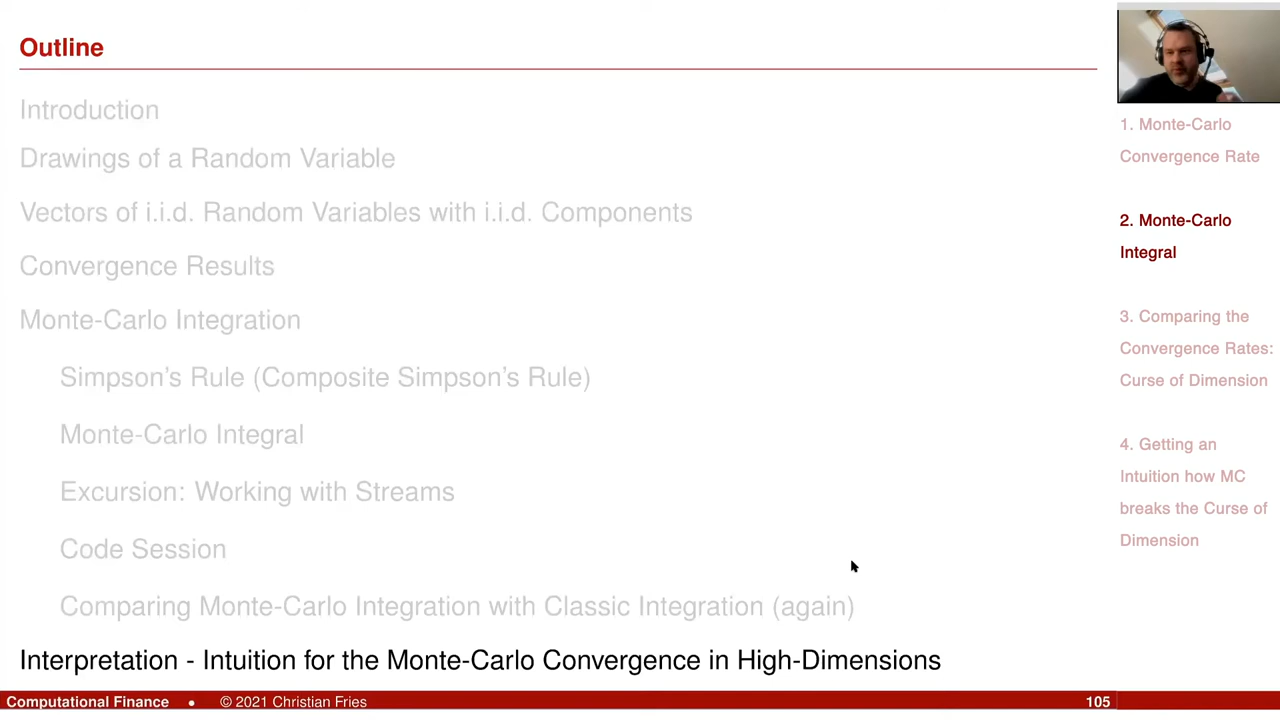 Outline
Introduction
Drawings of a Random Variable
Vectors of i.i.d. Random Variables with i.i.d. Components
Convergence Results
Monte-Carlo Integration
Simpson's Rule (Composite Simpson's Rule)
Monte-Carlo Integral
Excursion: Working with Streams
Code Session
Comparing Monte-Carlo Integration with Classic Integration (again)
Interpretation - Intuition for the Monte-Carlo Convergence in High-Dimensions
1. Monte-Carlo
Convergence Rate
2. Monte-Carlo
Integral
3. Comparing the
Convergence Rates:
Curse of Dimension
4. Getting an
Intuition how MC
breaks the Curse of
Dimension
Computational Finance • © 2021 Christian Fries 105